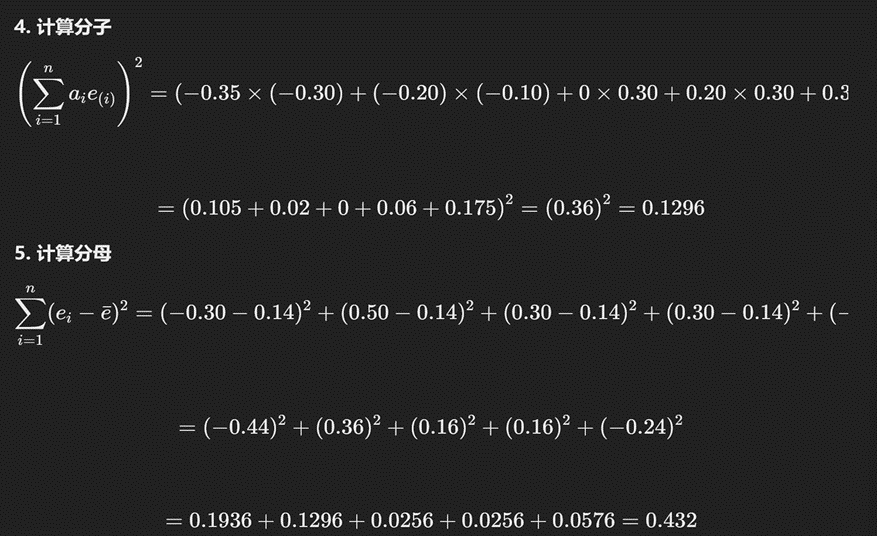 4. 计算分子
(∑_{i=1}^{n} a_i e_{(i)})^2 = (−0.35 × (−0.30) + (−0.20) × (−0.10) + 0 × 0.30 + 0.20 × 0.30 + 0.3
= (0.105 + 0.02 + 0 + 0.06 + 0.175)^2 = (0.36)^2 = 0.1296
5. 计算分母
∑_{i=1}^{n} (e_i − ē)^2 = (−0.30 − 0.14)^2 + (0.50 − 0.14)^2 + (0.30 − 0.14)^2 + (0.30 − 0.14)^2 + (−
= (−0.44)^2 + (0.36)^2 + (0.16)^2 + (0.16)^2 + (−0.24)^2
= 0.1936 + 0.1296 + 0.0256 + 0.0256 + 0.0576 = 0.432